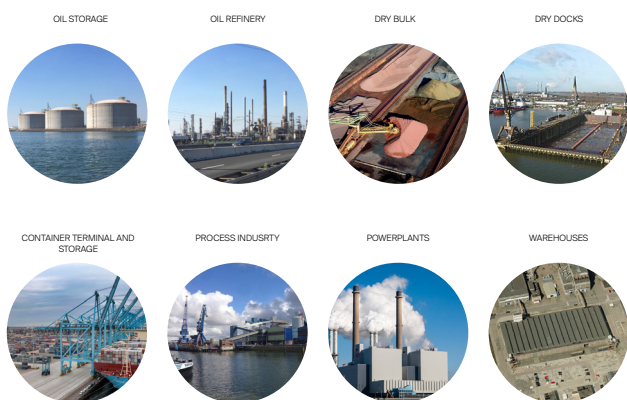 OIL STORAGE
OIL REFINERY
DRY BULK
DRY DOCKS
CONTAINER TERMINAL AND
STORAGE
PROCESS INDUSRTY
POWERPLANTS
WAREHOUSES